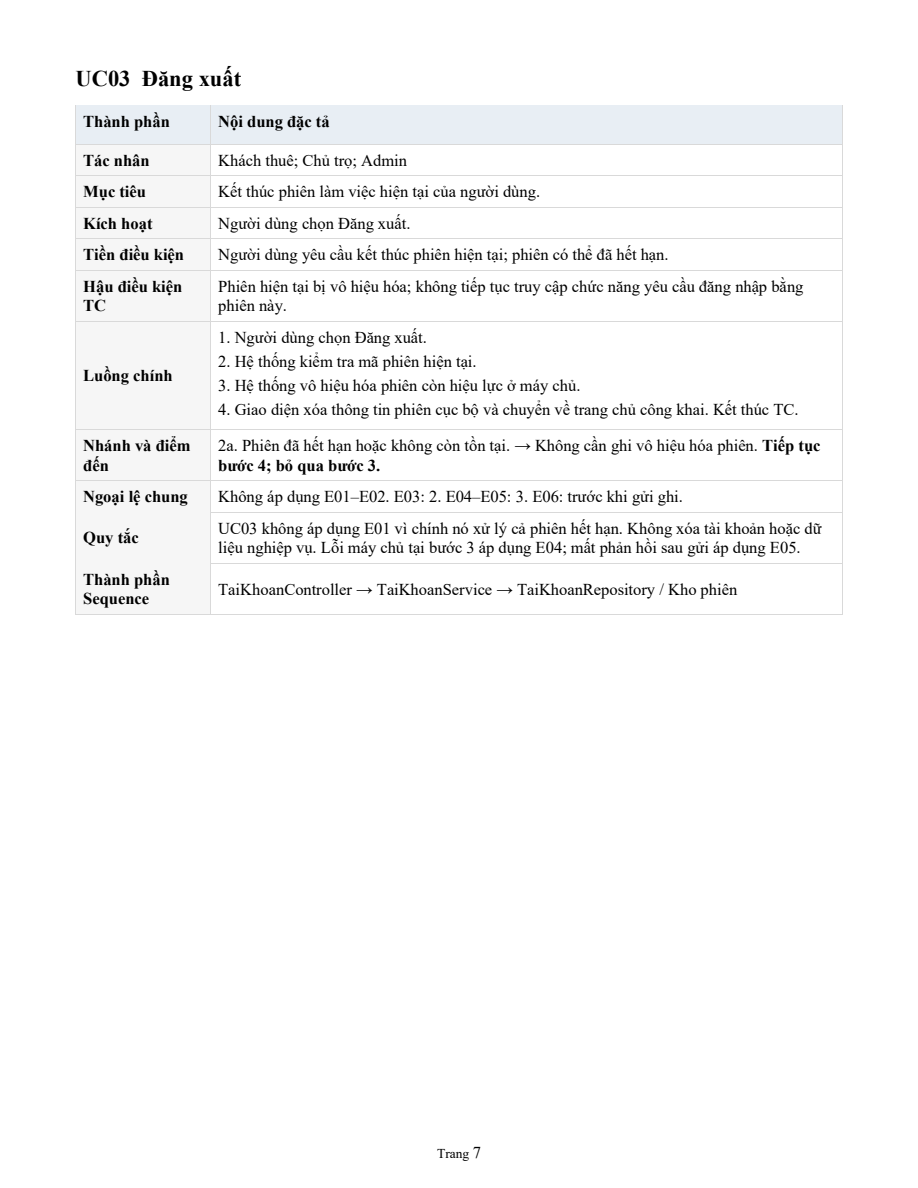 UC03 Đăng xuất
Thành phần
Nội dung đặc tả
Tác nhân
Khách thuê; Chủ trọ; Admin
Mục tiêu
Kết thúc phiên làm việc hiện tại của người dùng.
Kích hoạt
Người dùng chọn Đăng xuất.
Tiền điều kiện
Người dùng yêu cầu kết thúc phiên hiện tại; phiên có thể đã hết hạn.
Hậu điều kiện
TC
Phiên hiện tại bị vô hiệu hóa; không tiếp tục truy cập chức năng yêu cầu đăng nhập bằng
phiên này.
Luồng chính
1. Người dùng chọn Đăng xuất.
2. Hệ thống kiểm tra mã phiên hiện tại.
3. Hệ thống vô hiệu hóa phiên còn hiệu lực ở máy chủ.
4. Giao diện xóa thông tin phiên cục bộ và chuyển về trang chủ công khai. Kết thúc TC.
Nhánh và điểm
đến
2a. Phiên đã hết hạn hoặc không còn tồn tại. → Không cần ghi vô hiệu hóa phiên. Tiếp tục
bước 4; bỏ qua bước 3.
Ngoại lệ chung
Không áp dụng E01–E02. E03: 2. E04–E05: 3. E06: trước khi gửi ghi.
Quy tắc
UC03 không áp dụng E01 vì chính nó xử lý cả phiên hết hạn. Không xóa tài khoản hoặc dữ
liệu nghiệp vụ. Lỗi máy chủ tại bước 3 áp dụng E04; mất phản hồi sau gửi áp dụng E05.
Thành phần
Sequence
TaiKhoanController → TaiKhoanService → TaiKhoanRepository / Kho phiên
Trang 7